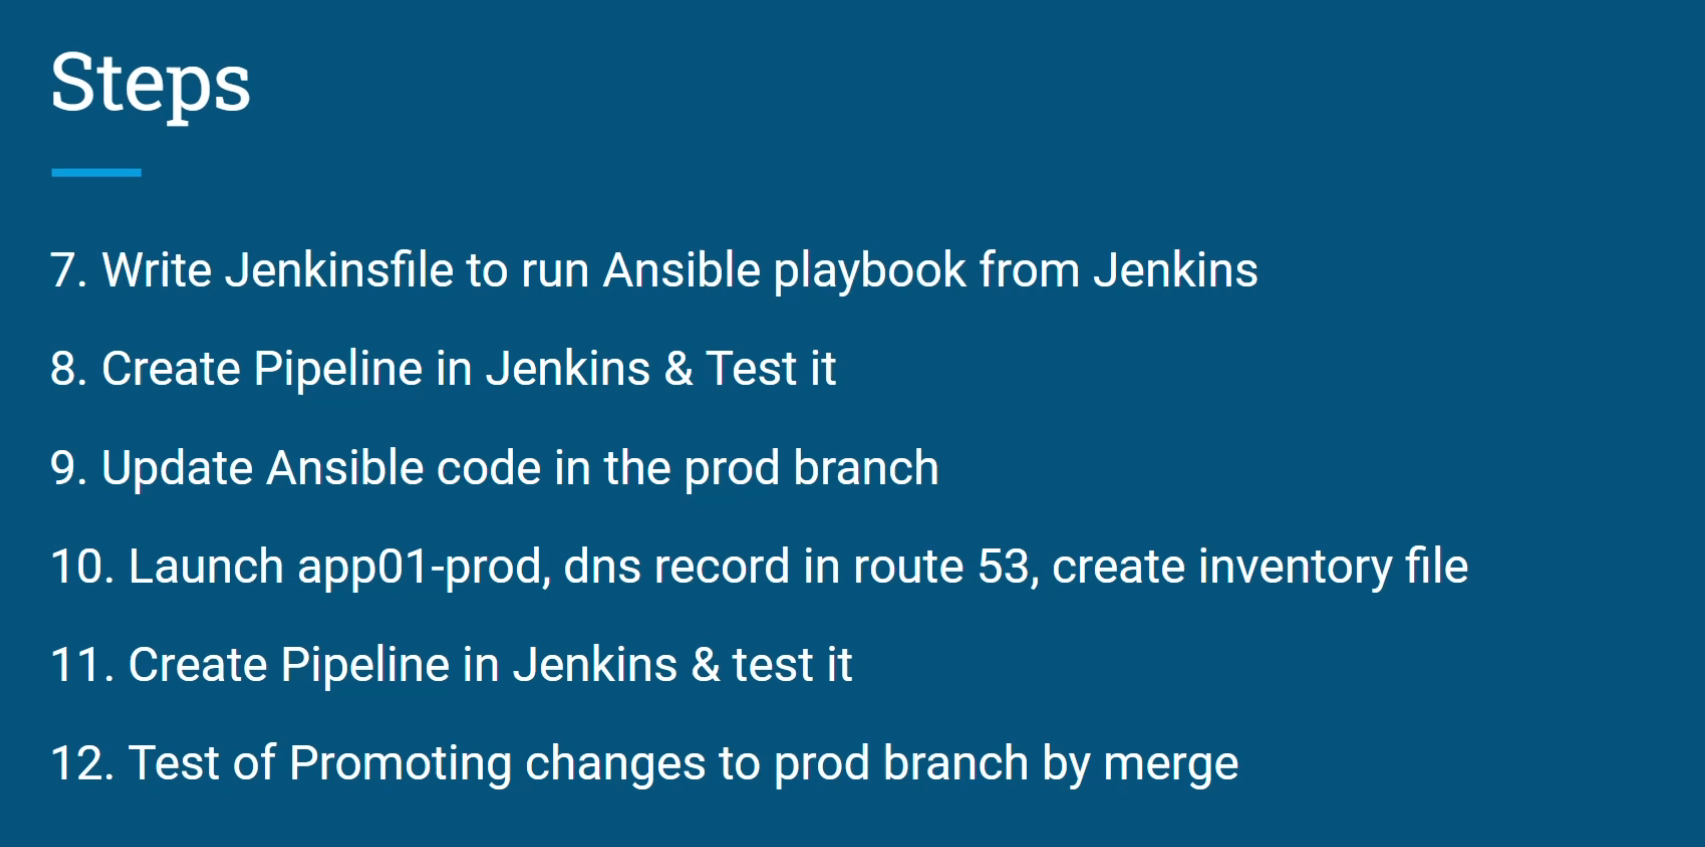 Steps
7. Write Jenkinsfile to run Ansible playbook from Jenkins
8. Create Pipeline in Jenkins & Test it
9. Update Ansible code in the prod branch
10. Launch app01-prod, dns record in route 53, create inventory file
11. Create Pipeline in Jenkins & test it
12. Test of Promoting changes to prod branch by merge